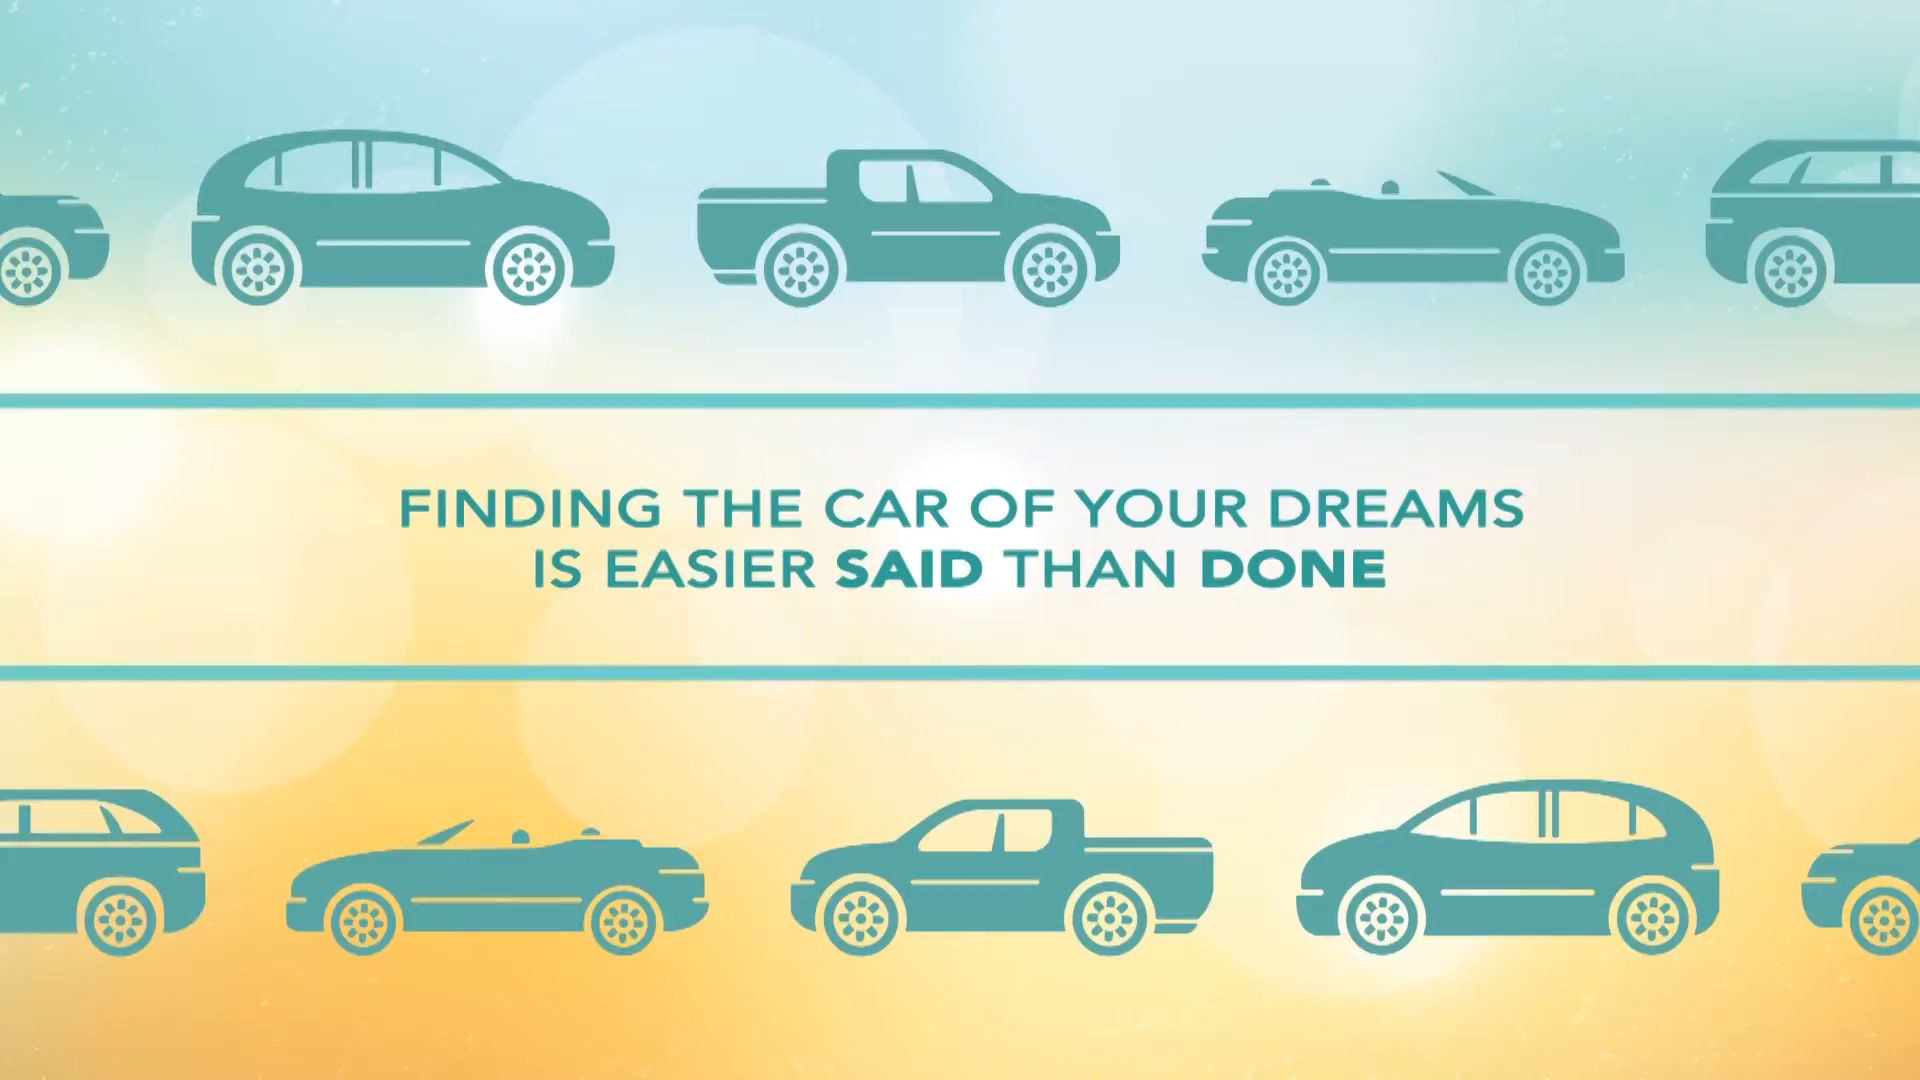 FINDING THE CAR OF YOUR DREAMS
IS EASIER SAID THAN DONE